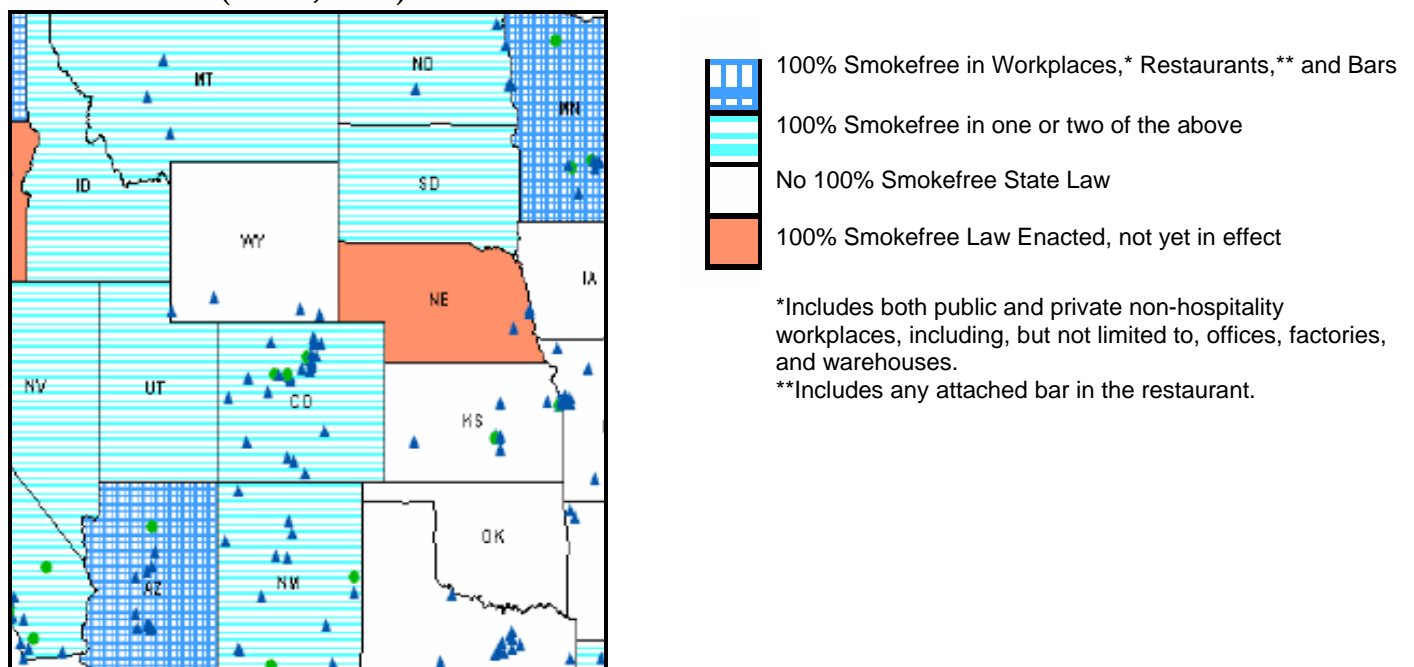 MT
ND
MN
ID
SD
WY
IA
NE
NV
UT
CO
KS
OK
AZ
NM
100% Smokefree in Workplaces,* Restaurants,** and Bars
100% Smokefree in one or two of the above
No 100% Smokefree State Law
100% Smokefree Law Enacted, not yet in effect
*Includes both public and private non-hospitality
workplaces, including, but not limited to, offices, factories,
and warehouses.
**Includes any attached bar in the restaurant.